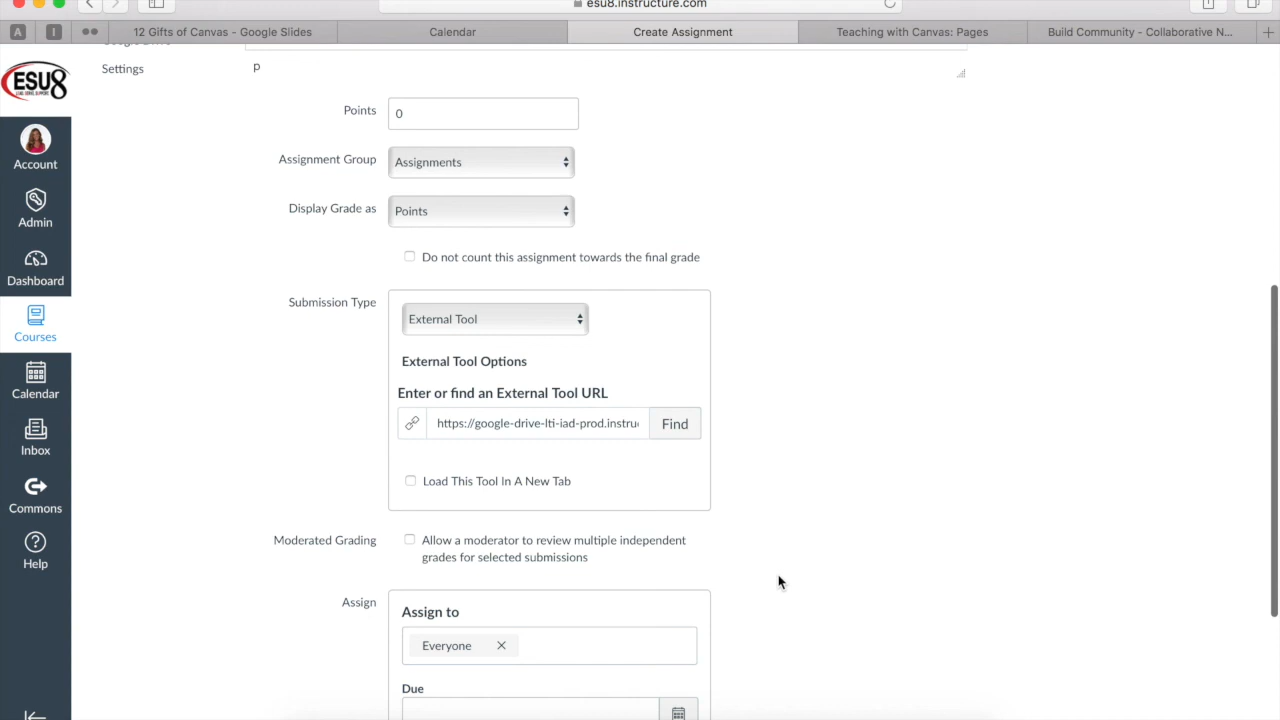 esu8.instructure.com
A I 12 Gifts of Canvas - Google Slides Calendar Create Assignment Teaching with Canvas: Pages Build Community - Collaborative N... +
Settings p
ESU8
Account
Admin
Dashboard
Courses
Calendar
Inbox
Commons
Help
Points 0
Assignment Group Assignments
Display Grade as Points
Do not count this assignment towards the final grade
Submission Type External Tool
External Tool Options
Enter or find an External Tool URL
https://google-drive-lti-iad-prod.instru Find
Load This Tool In A New Tab
Moderated Grading Allow a moderator to review multiple independent
grades for selected submissions
Assign Assign to
Everyone
Due